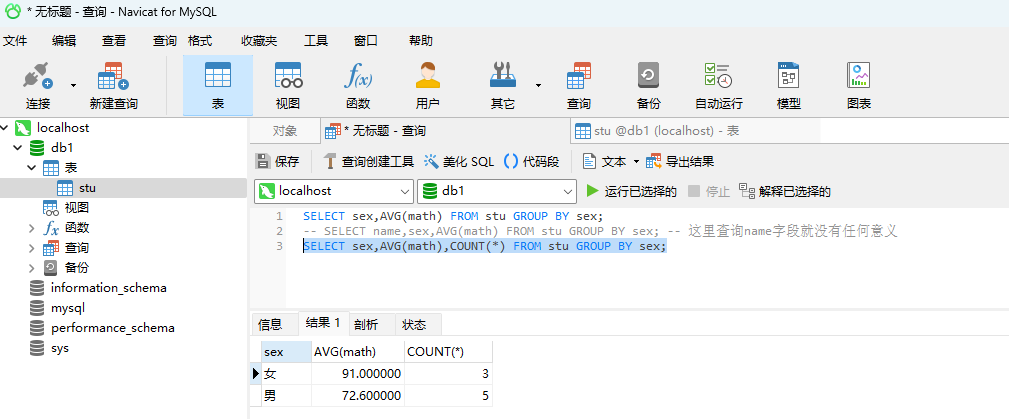 * 无标题 - 查询 - Navicat for MySQL
文件 编辑 查看 查询 格式 收藏夹 工具 窗口 帮助
连接 新建查询 表 视图 函数 用户 其它 查询 备份 自动运行 模型 图表
localhost
db1
表
stu
视图
函数
查询
备份
information_schema
mysql
performance_schema
sys
对象 * 无标题 - 查询 stu @db1 (localhost) - 表
保存 查询创建工具 美化 SQL 代码段 文本 导出结果
localhost db1 运行已选择的 停止 解释已选择的
1 SELECT sex,AVG(math) FROM stu GROUP BY sex;
2 -- SELECT name,sex,AVG(math) FROM stu GROUP BY sex; -- 这里查询name字段就没有任何意义
3 SELECT sex,AVG(math),COUNT(*) FROM stu GROUP BY sex;
信息 结果 1 剖析 状态
sex AVG(math) COUNT(*)
女 91.000000 3
男 72.600000 5